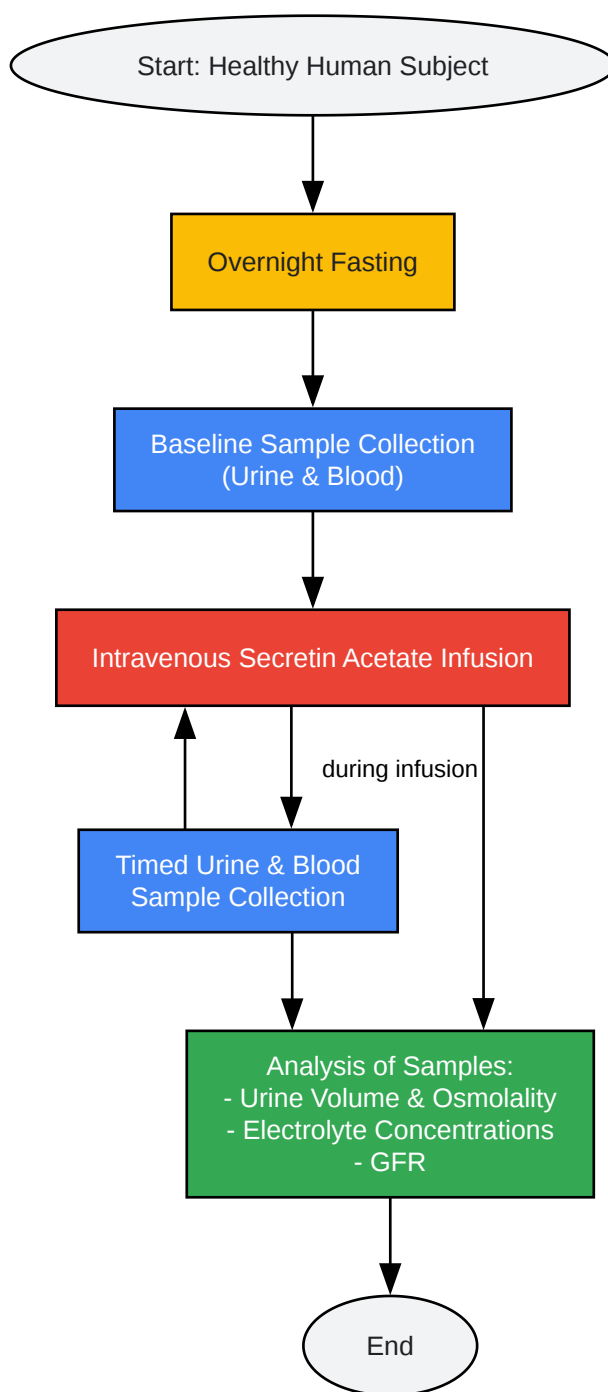 Start: Healthy Human Subject
Overnight Fasting
Baseline Sample Collection
(Urine & Blood)
Intravenous Secretin Acetate Infusion
during infusion
Timed Urine & Blood
Sample Collection
Analysis of Samples:
- Urine Volume & Osmolality
- Electrolyte Concentrations
- GFR
End